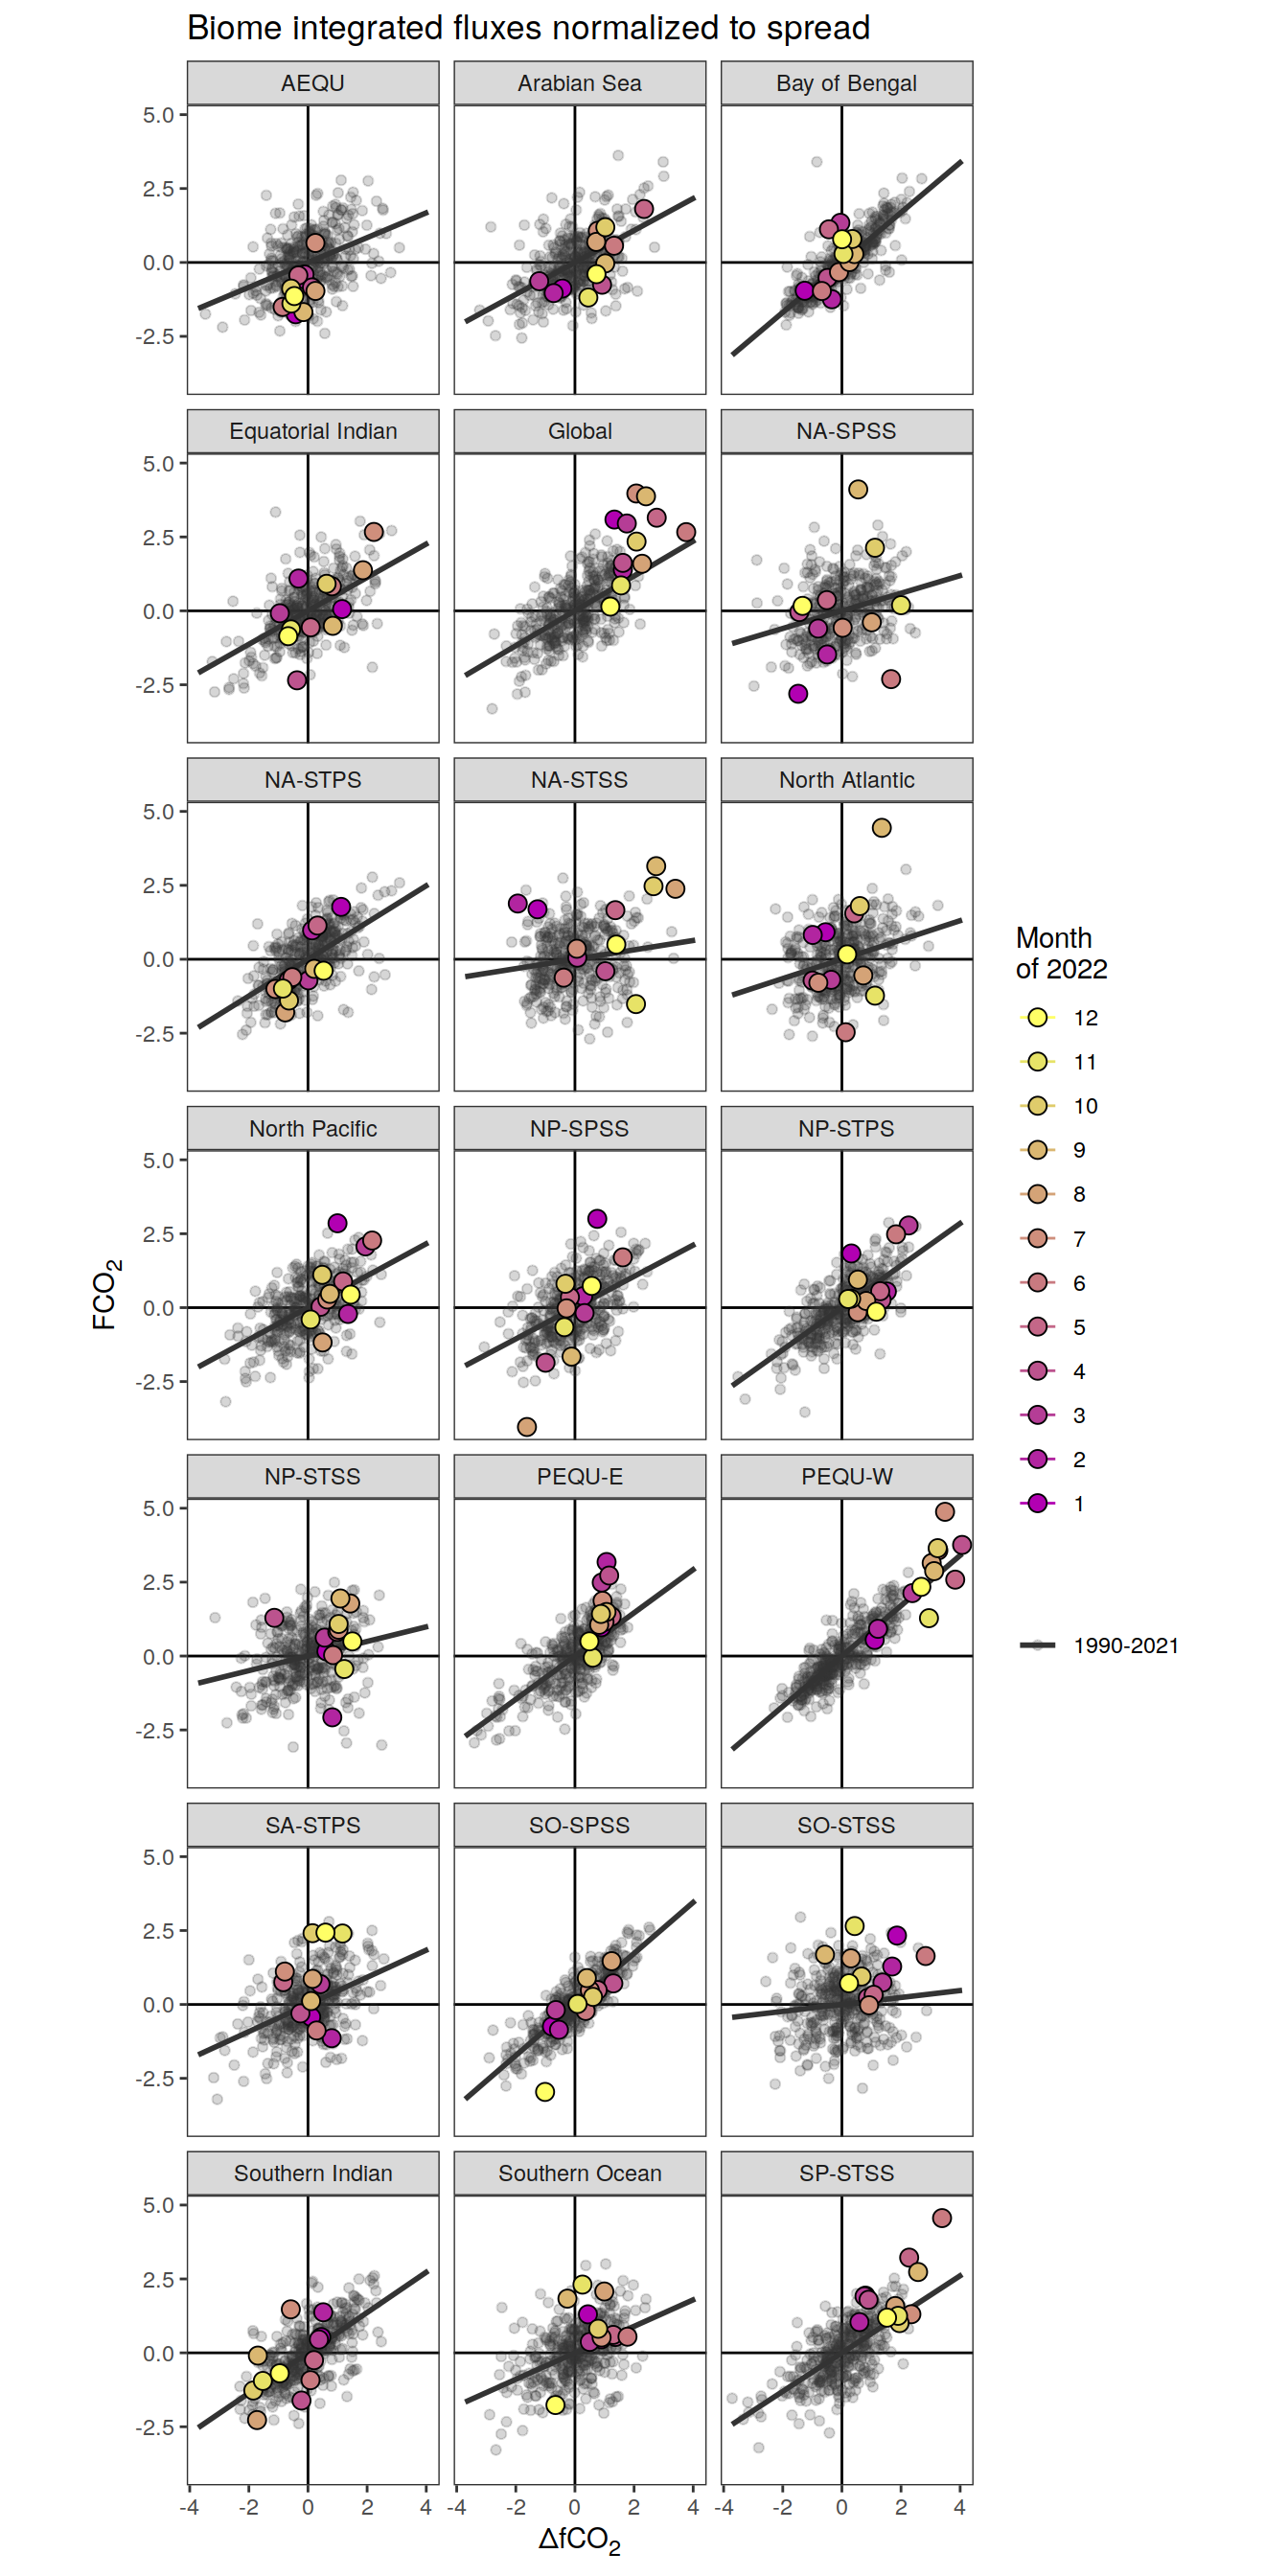 Biome integrated fluxes normalized to spread
AEQU
Arabian Sea
Bay of Bengal
5.0
2.5
0.0
-2.5
Equatorial Indian
Global
NA-SPSS
5.0
2.5
0.0
-2.5
NA-STPS
NA-STSS
North Atlantic
5.0
2.5
0.0
-2.5
North Pacific
NP-SPSS
NP-STPS
5.0
2.5
0.0
-2.5
NP-STSS
PEQU-E
PEQU-W
5.0
2.5
0.0
-2.5
SA-STPS
SO-SPSS
SO-STSS
5.0
2.5
0.0
-2.5
Southern Indian
Southern Ocean
SP-STSS
5.0
2.5
0.0
-2.5
-4 -2 0 2 4
-4 -2 0 2 4
-4 -2 0 2 4
ΔfCO₂
FCO₂
Month
of 2022
12
11
10
9
8
7
6
5
4
3
2
1
1990-2021